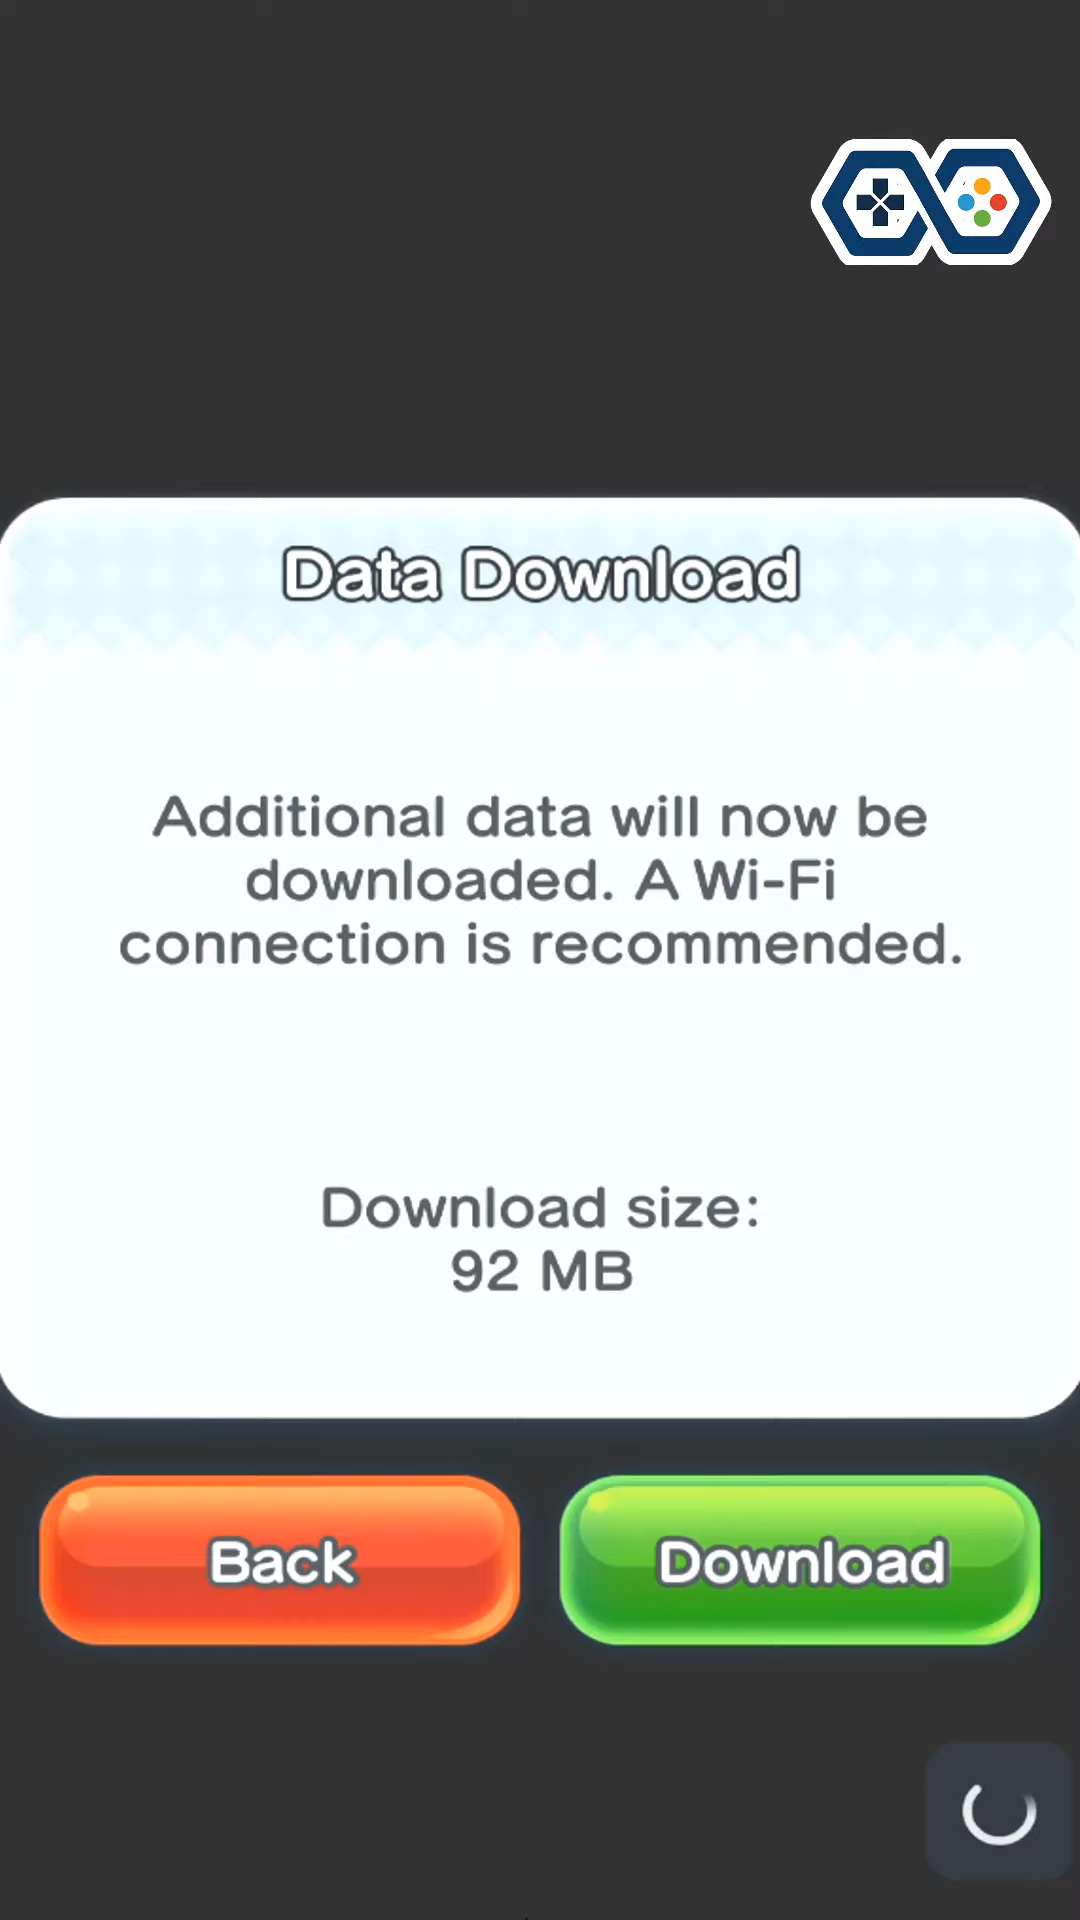 Data Download
Additional data will now be
downloaded. A Wi-Fi
connection is recommended.
Download size:
92 MB
Back
Download